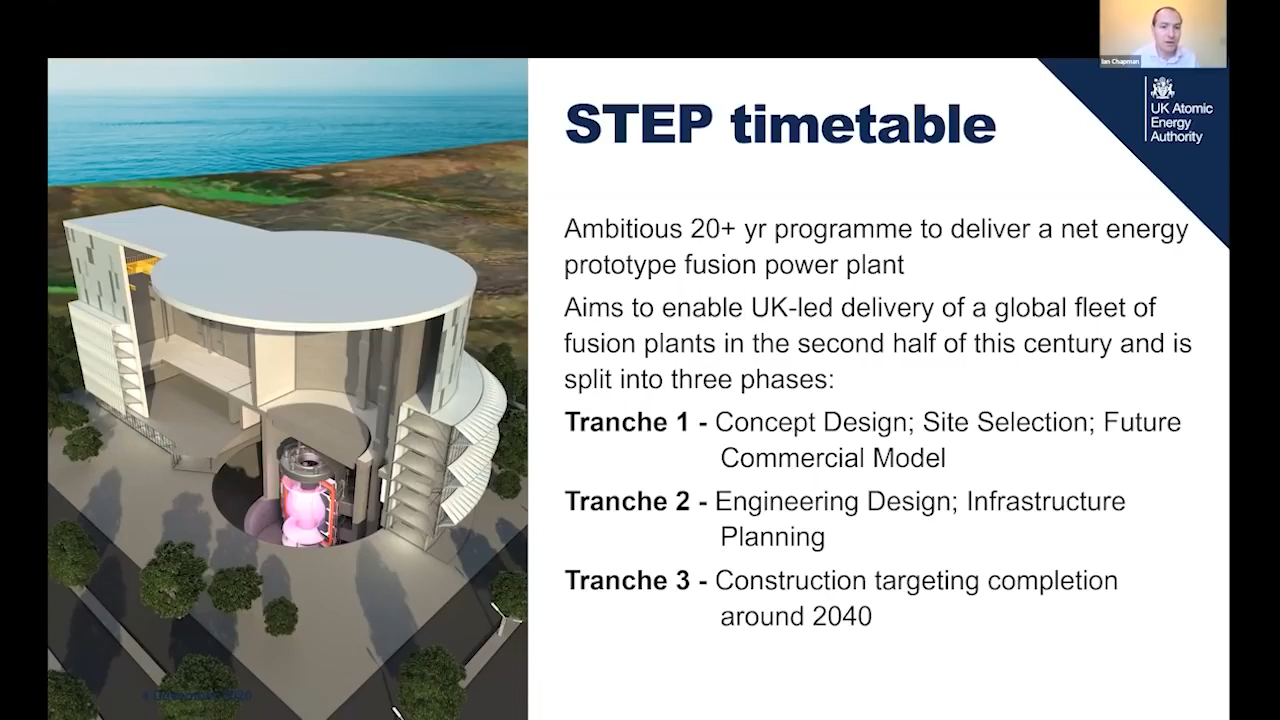 Ian Chapman
UK Atomic
Energy
Authority
STEP timetable
Ambitious 20+ yr programme to deliver a net energy
prototype fusion power plant
Aims to enable UK-led delivery of a global fleet of
fusion plants in the second half of this century and is
split into three phases:
Tranche 1 - Concept Design; Site Selection; Future
Commercial Model
Tranche 2 - Engineering Design; Infrastructure
Planning
Tranche 3 - Construction targeting completion
around 2040
December 2020